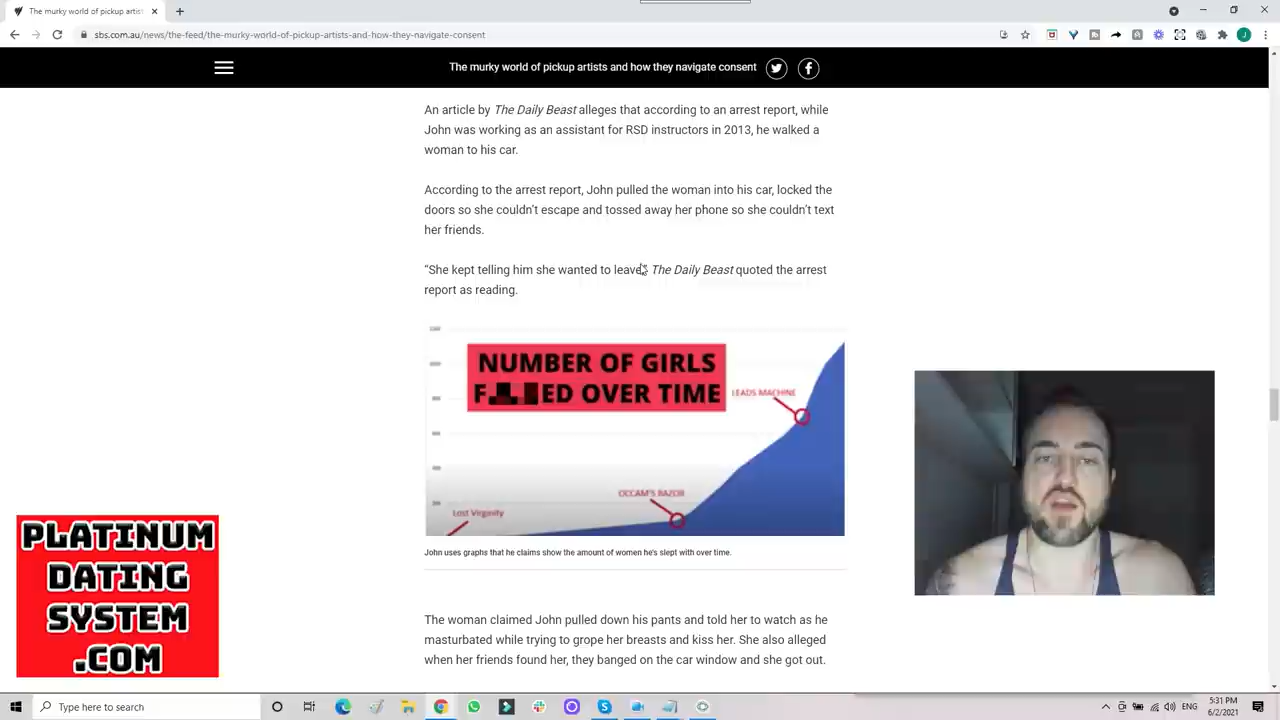 The murky world of pickup artist
sbs.com.au/news/the-feed/the-murky-world-of-pickup-artists-and-how-they-navigate-consent
The murky world of pickup artists and how they navigate consent
An article by The Daily Beast alleges that according to an arrest report, while
John was working as an assistant for RSD instructors in 2013, he walked a
woman to his car.
According to the arrest report, John pulled the woman into his car, locked the
doors so she couldn't escape and tossed away her phone so she couldn't text
her friends.
“She kept telling him she wanted to leave” The Daily Beast quoted the arrest
report as reading.
NUMBER OF GIRLS
F ED OVER TIME
LEADS MACHINE
OCCAM'S RAZOR
Lost Virginity
John uses graphs that he claims show the amount of women he's slept with over time.
The woman claimed John pulled down his pants and told her to watch as he
masturbated while trying to grope her breasts and kiss her. She also alleged
when her friends found her, they banged on the car window and she got out.
PLATINUM
DATING
SYSTEM
.COM
Type here to search
5:31 PM
6/2/2021